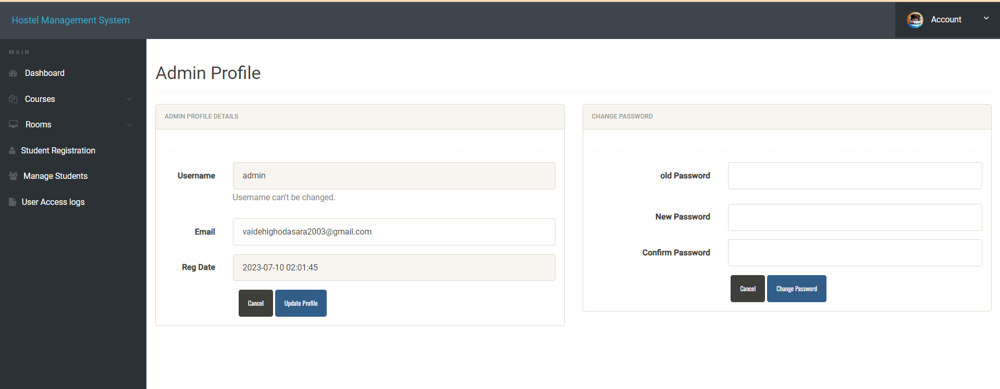 Hostel Management System
Account
MAIN
Dashboard
Courses
Rooms
Student Registration
Manage Students
User Access logs
Admin Profile
ADMIN PROFILE DETAILS
Username
admin
Username can't be changed.
Email
vaidehighodasara2003@gmail.com
Reg Date
2023-07-10 02:01:45
Cancel
Update Profile
CHANGE PASSWORD
old Password
New Password
Confirm Password
Cancel
Change Password